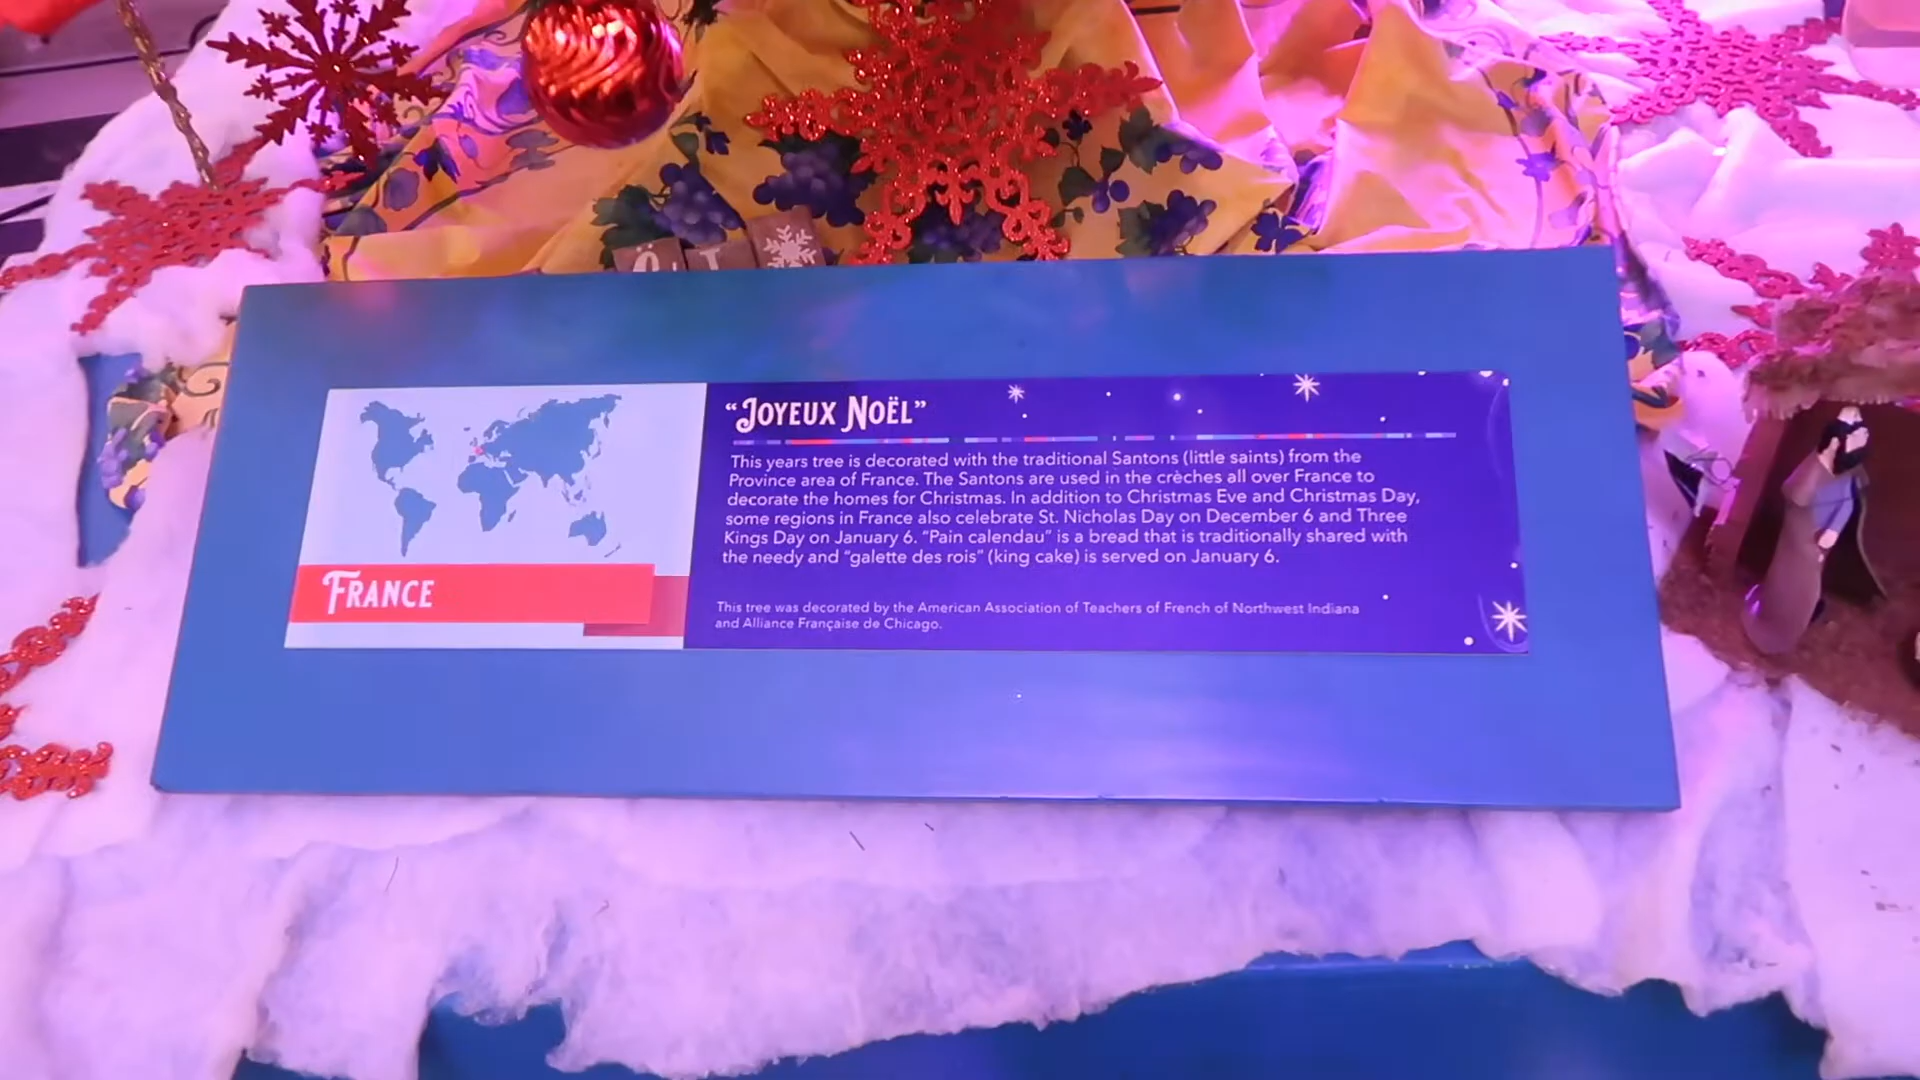 “JOYEUX NOËL”
This years tree is decorated with the traditional Santons (little saints) from the
Province area of France. The Santons are used in the crèches all over France to
decorate the homes for Christmas. In addition to Christmas Eve and Christmas Day,
some regions in France also celebrate St. Nicholas Day on December 6 and Three
Kings Day on January 6. “Pain calendau” is a bread that is traditionally shared with
the needy and “galette des rois” (king cake) is served on January 6.
This tree was decorated by the American Association of Teachers of French of Northwest Indiana
and Alliance Française de Chicago.
FRANCE